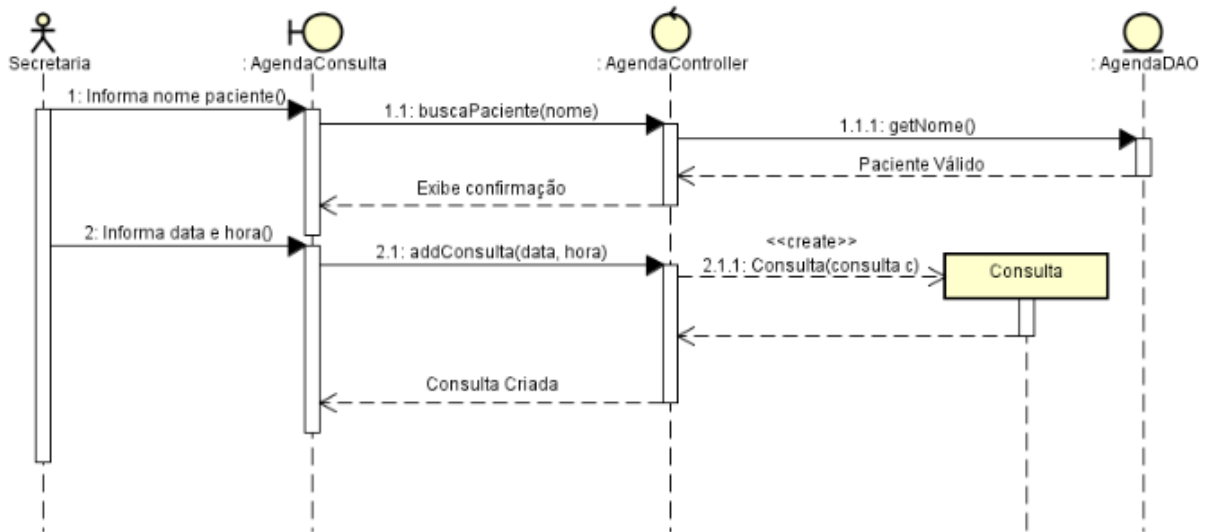 Secretaria
: AgendaConsulta
: AgendaController
: AgendaDAO
1: Informa nome paciente()
1.1: buscaPaciente(nome)
1.1.1: getNome()
Paciente Válido
Exibe confirmação
2: Informa data e hora()
2.1: addConsulta(data, hora)
<<create>>
2.1.1: Consulta(consulta c)
Consulta
Consulta Criada